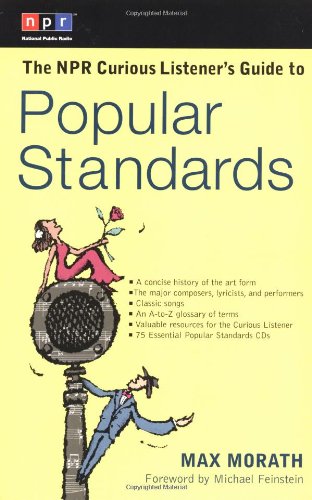 npr
National Public Radio
The NPR Curious Listener's Guide to
Popular
Standards
A concise history of the art form
The major composers, lyricists, and performers
Classic songs
An A-to-Z glossary of terms
Valuable resources for the Curious Listener
75 Essential Popular Standards CDs
MAX MORATH
Foreword by Michael Feinstein